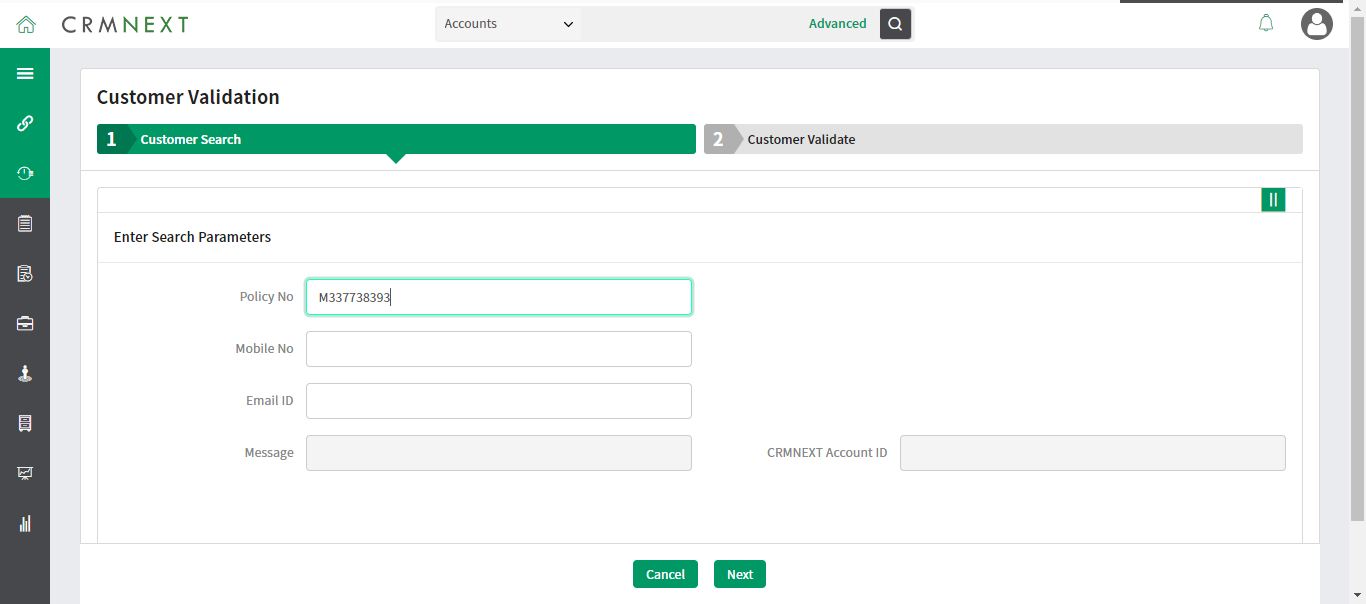 CRMNEXT
Accounts
Advanced
Customer Validation
1 Customer Search
2 Customer Validate
Enter Search Parameters
Policy No M337738393
Mobile No
Email ID
Message
CRMNEXT Account ID
Cancel
Next